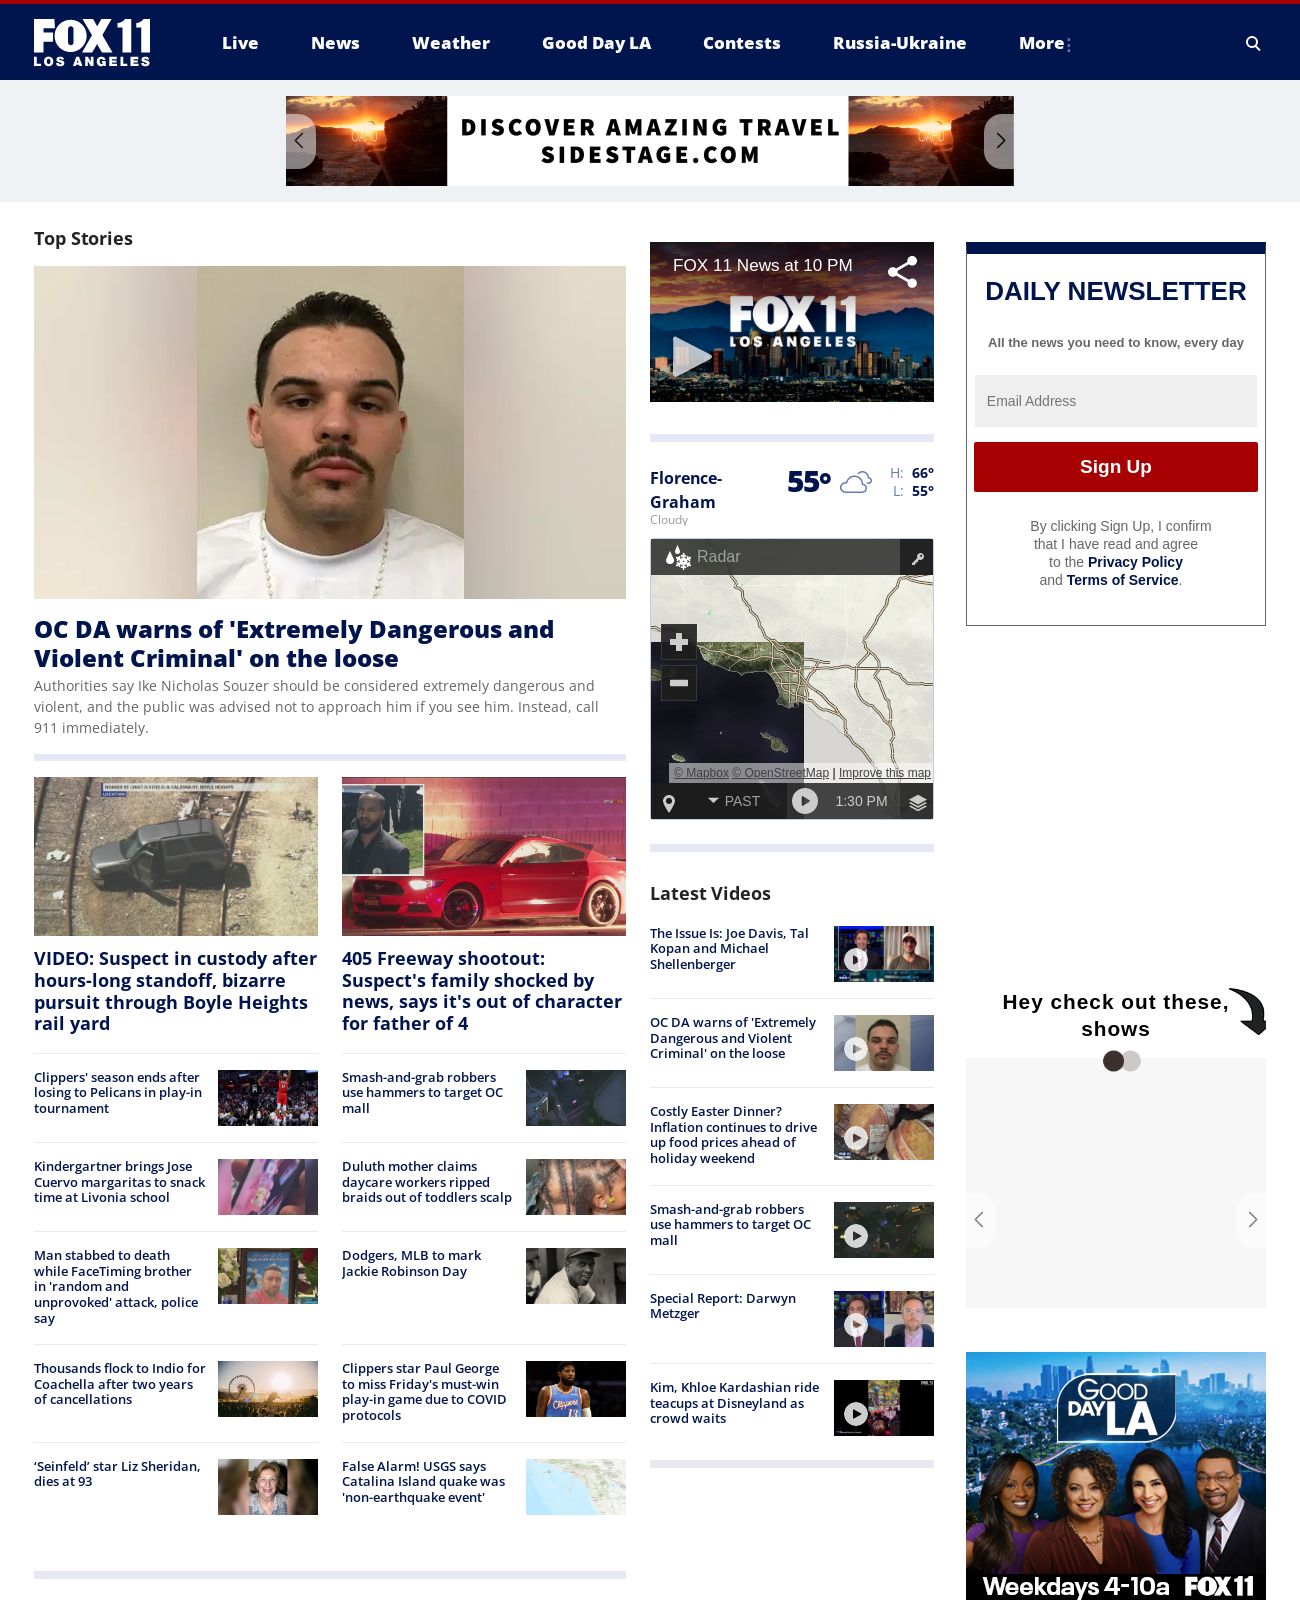 FOX 11
LOS ANGELES
Live
News
Weather
Good Day LA
Contests
Russia-Ukraine
More
DISCOVER AMAZING TRAVEL
SIDESTAGE.COM
OAHU
OAHU
Top Stories
OC DA warns of 'Extremely Dangerous and
Violent Criminal' on the loose
Authorities say Ike Nicholas Souzer should be considered extremely dangerous and
violent, and the public was advised not to approach him if you see him. Instead, call
911 immediately.
LOCATION
VIDEO: Suspect in custody after
hours-long standoff, bizarre
pursuit through Boyle Heights
rail yard
405 Freeway shootout:
Suspect's family shocked by
news, says it's out of character
for father of 4
Clippers' season ends after
losing to Pelicans in play-in
tournament
Smash-and-grab robbers
use hammers to target OC
mall
Kindergartner brings Jose
Cuervo margaritas to snack
time at Livonia school
Duluth mother claims
daycare workers ripped
braids out of toddlers scalp
Man stabbed to death
while FaceTiming brother
in 'random and
unprovoked' attack, police
say
Dodgers, MLB to mark
Jackie Robinson Day
Thousands flock to Indio for
Coachella after two years
of cancellations
Clippers star Paul George
to miss Friday's must-win
play-in game due to COVID
protocols
Clippers
‘Seinfeld’ star Liz Sheridan,
dies at 93
False Alarm! USGS says
Catalina Island quake was
'non-earthquake event'
FOX 11 News at 10 PM
FOX 11
LOS ANGELES
Florence-
Graham
Cloudy
55°
H: 66°
L: 55°
Radar
© Mapbox © OpenStreetMap | Improve this map
PAST
1:30 PM
Latest Videos
The Issue Is: Joe Davis, Tal
Kopan and Michael
Shellenberger
OC DA warns of 'Extremely
Dangerous and Violent
Criminal' on the loose
Costly Easter Dinner?
Inflation continues to drive
up food prices ahead of
holiday weekend
Smash-and-grab robbers
use hammers to target OC
mall
Special Report: Darwyn
Metzger
Kim, Khloe Kardashian ride
teacups at Disneyland as
crowd waits
DAILY NEWSLETTER
All the news you need to know, every day
Email Address
Sign Up
By clicking Sign Up, I confirm
that I have read and agree
to the Privacy Policy
and Terms of Service.
Hey check out these,
shows
GOOD
DAY LA
Weekdays 4-10a FOX 11